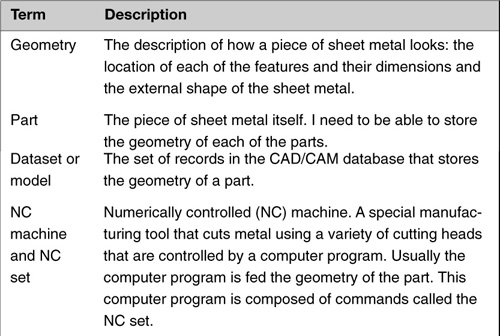 Term Description
Geometry The description of how a piece of sheet metal looks: the
location of each of the features and their dimensions and
the external shape of the sheet metal.
Part The piece of sheet metal itself. I need to be able to store
the geometry of each of the parts.
Dataset or The set of records in the CAD/CAM database that stores
model the geometry of a part.
NC Numerically controlled (NC) machine. A special manufac-
machine turing tool that cuts metal using a variety of cutting heads
and NC that are controlled by a computer program. Usually the
set computer program is fed the geometry of the part. This
computer program is composed of commands called the
NC set.